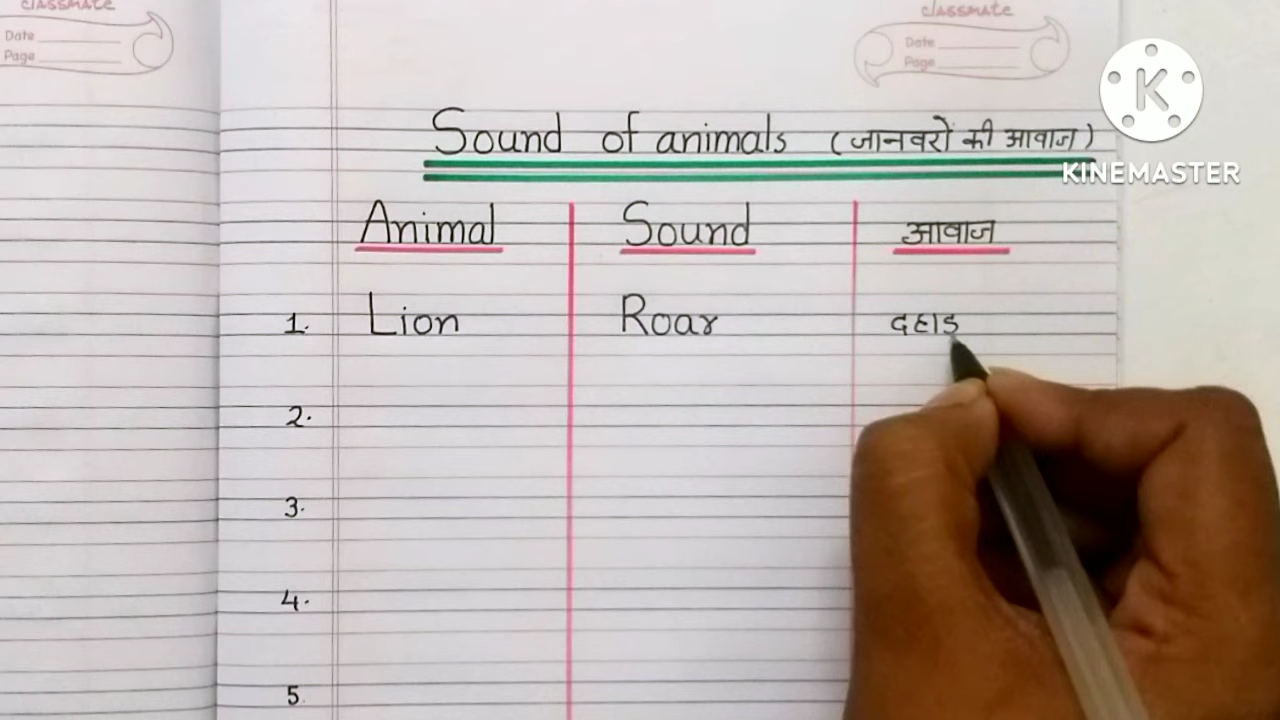 classmate classmate
Date Date
Page Page
Sound of animals (जानवरों की आवाज)
KINEMASTER
Animal Sound आवाज
1. Lion Roar दहाड
2.
3.
4.
5.